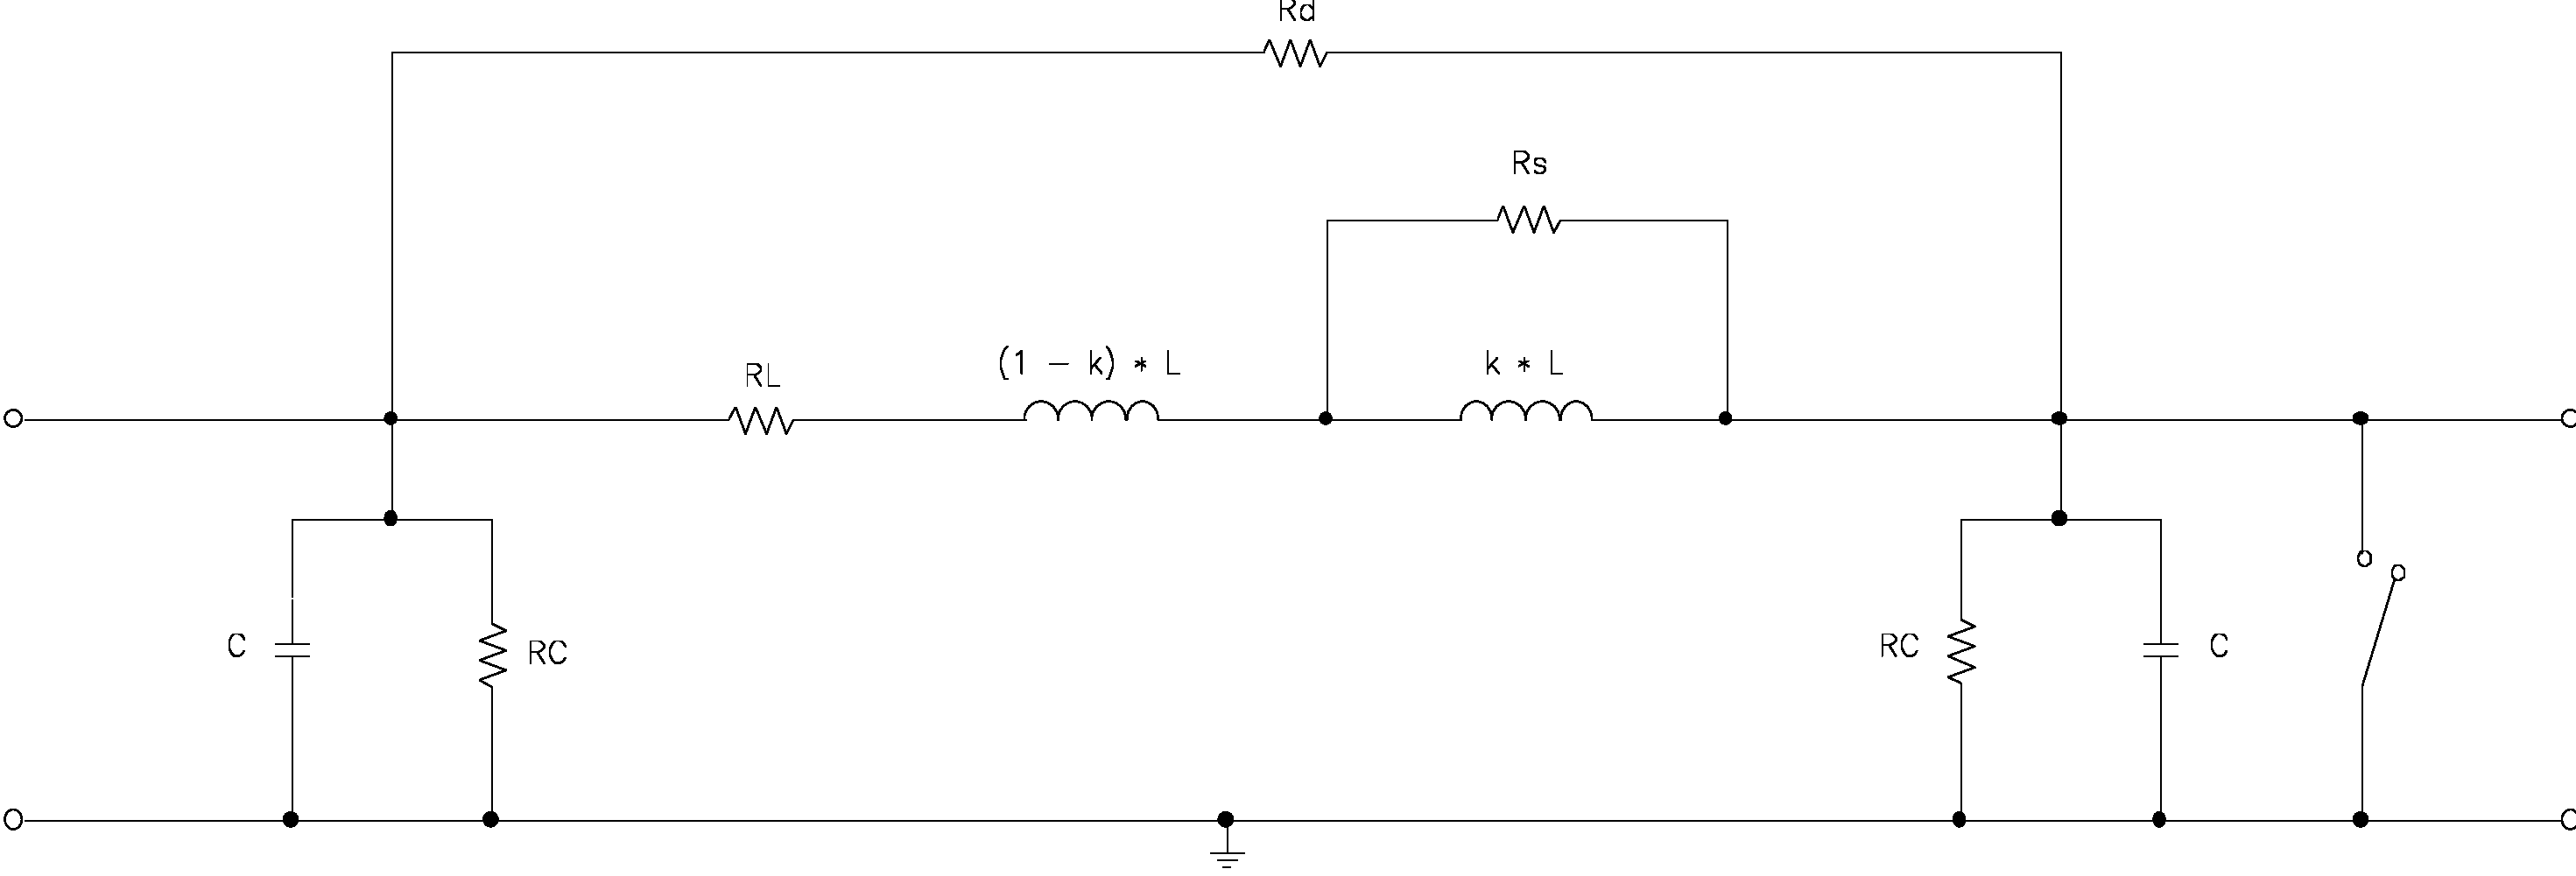 Rd
Rs
RL
(1 - k) * L
k * L
C
RC
RC
C